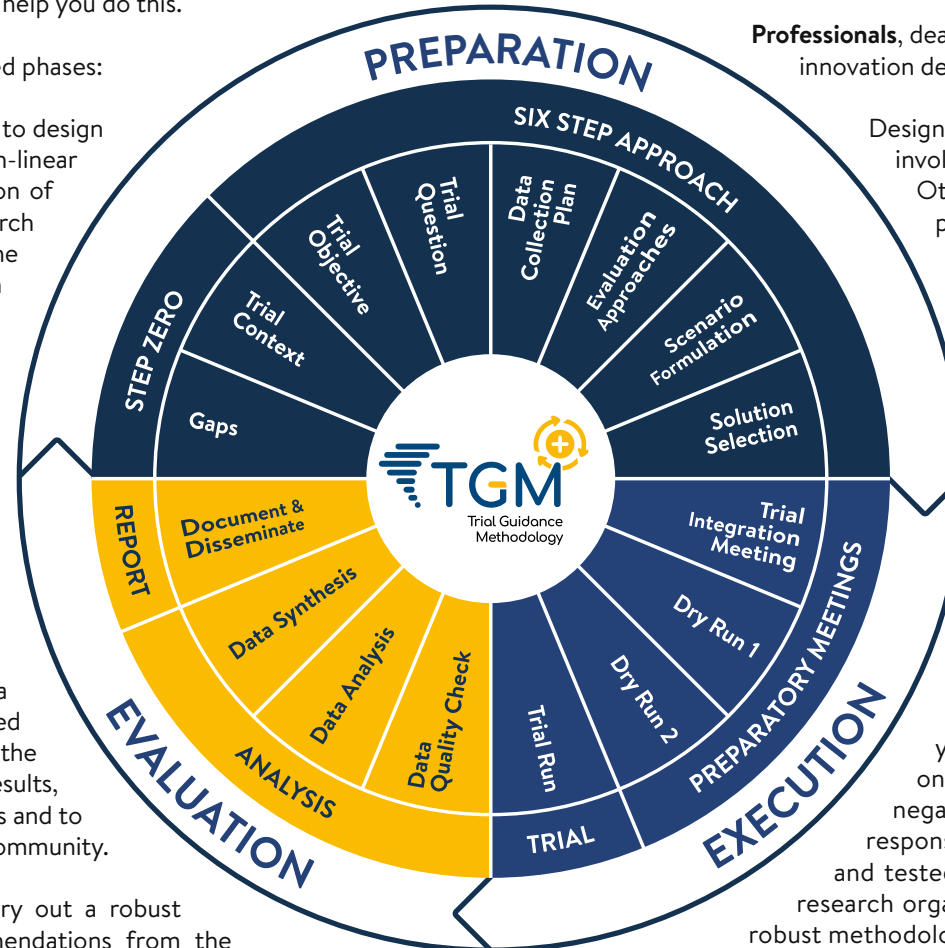 help you do this.
ed phases:
to design
n-linear
on of
rch
ne
Professionals, dea
innovation de
Design
invol
Ot
p
PREPARATION
SIX STEP APPROACH
STEP ZERO
Gaps
Trial
Context
Trial
Objective
Trial
Question
Data
Collection
Plan
Evaluation
Approaches
Scenario
Formulation
Solution
Selection
TGM
Trial Guidance
Methodology
Trial
Integration
Meeting
Dry Run 1
Dry Run 2
PREPARATORY MEETINGS
EXECUTION
Trial Run
TRIAL
Data
Quality Check
Data Analysis
Data Synthesis
ANALYSIS
Document &
Disseminate
REPORT
EVALUATION
a
ed
the
esults,
s and to
ommunity.
rry out a robust
mendations from the
y
on
nega
respons
and tested
research orga
robust methodolo